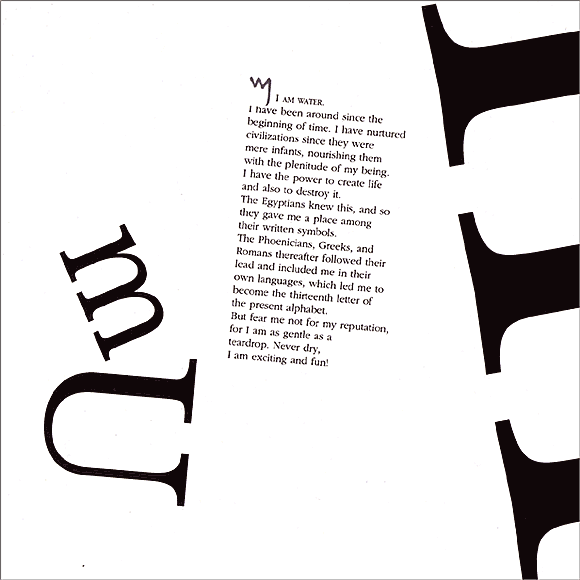 I AM WATER.
I have been around since the
beginning of time. I have nurtured
civilizations since they were
mere infants, nourishing them
with the plenitude of my being.
I have the power to create life
and also to destroy it.
The Egyptians knew this, and so
they gave me a place among
their written symbols.
The Phoenicians, Greeks, and
Romans thereafter followed their
lead and included me in their
own languages, which led me to
become the thirteenth letter of
the present alphabet.
But fear me not for my reputation,
for I am as gentle as a
teardrop. Never dry,
I am exciting and fun!
m